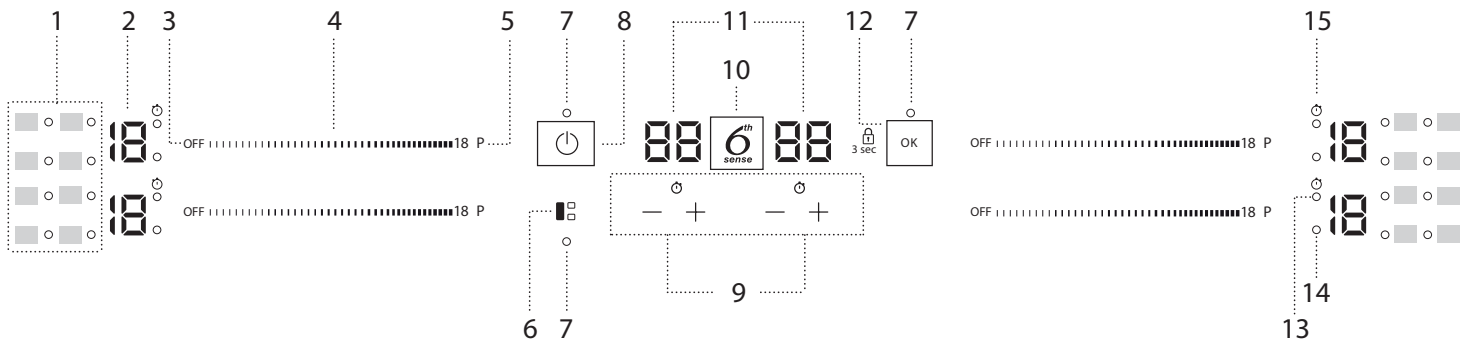 1 2 3 4 5 7 8 11 12 7 15
10
18 OFF 18 P 88 6th sense 88 3 sec OK OFF 18 P 18
18 OFF 18 P − + − + OFF 18 P 18
9
6 7 13 14